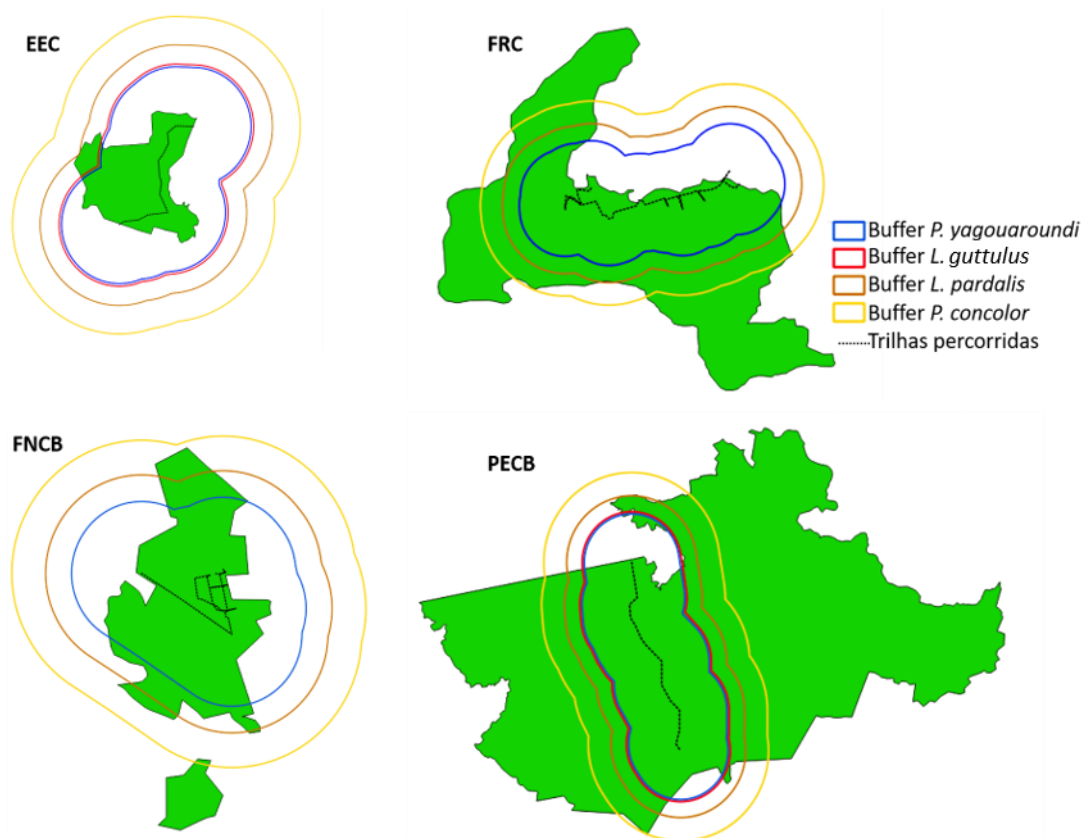 EEC
FRC
Buffer P. yagouaroundi
Buffer L. guttulus
Buffer L. pardalis
Buffer P. concolor
Trilhas percorridas
FNCB
PECB